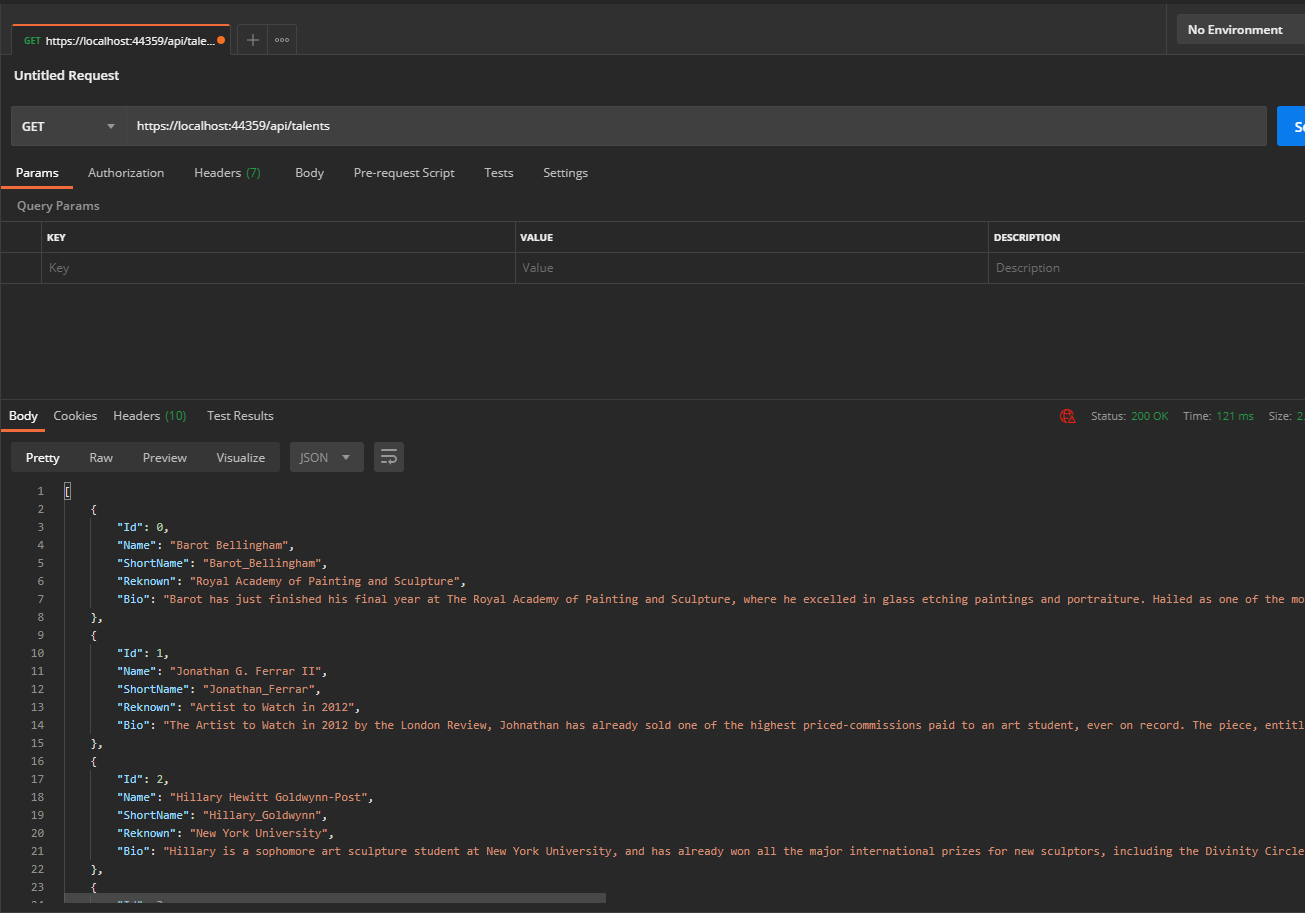 GET https://localhost:44359/api/tale...
No Environment
Untitled Request
GET https://localhost:44359/api/talents
Params Authorization Headers (7) Body Pre-request Script Tests Settings
Query Params
KEY VALUE DESCRIPTION
Key Value Description
Body Cookies Headers (10) Test Results Status: 200 OK Time: 121 ms Size: 2.
Pretty Raw Preview Visualize JSON
1 [
2 {
3 "Id": 0,
4 "Name": "Barot Bellingham",
5 "ShortName": "Barot_Bellingham",
6 "Reknown": "Royal Academy of Painting and Sculpture",
7 "Bio": "Barot has just finished his final year at The Royal Academy of Painting and Sculpture, where he excelled in glass etching paintings and portraiture. Hailed as one of the mo
8 },
9 {
10 "Id": 1,
11 "Name": "Jonathan G. Ferrar II",
12 "ShortName": "Jonathan_Ferrar",
13 "Reknown": "Artist to Watch in 2012",
14 "Bio": "The Artist to Watch in 2012 by the London Review, Johnathan has already sold one of the highest priced-commissions paid to an art student, ever on record. The piece, entitl
15 },
16 {
17 "Id": 2,
18 "Name": "Hillary Hewitt Goldwynn-Post",
19 "ShortName": "Hillary_Goldwynn",
20 "Reknown": "New York University",
21 "Bio": "Hillary is a sophomore art sculpture student at New York University, and has already won all the major international prizes for new sculptors, including the Divinity Circle
22 },
23 {